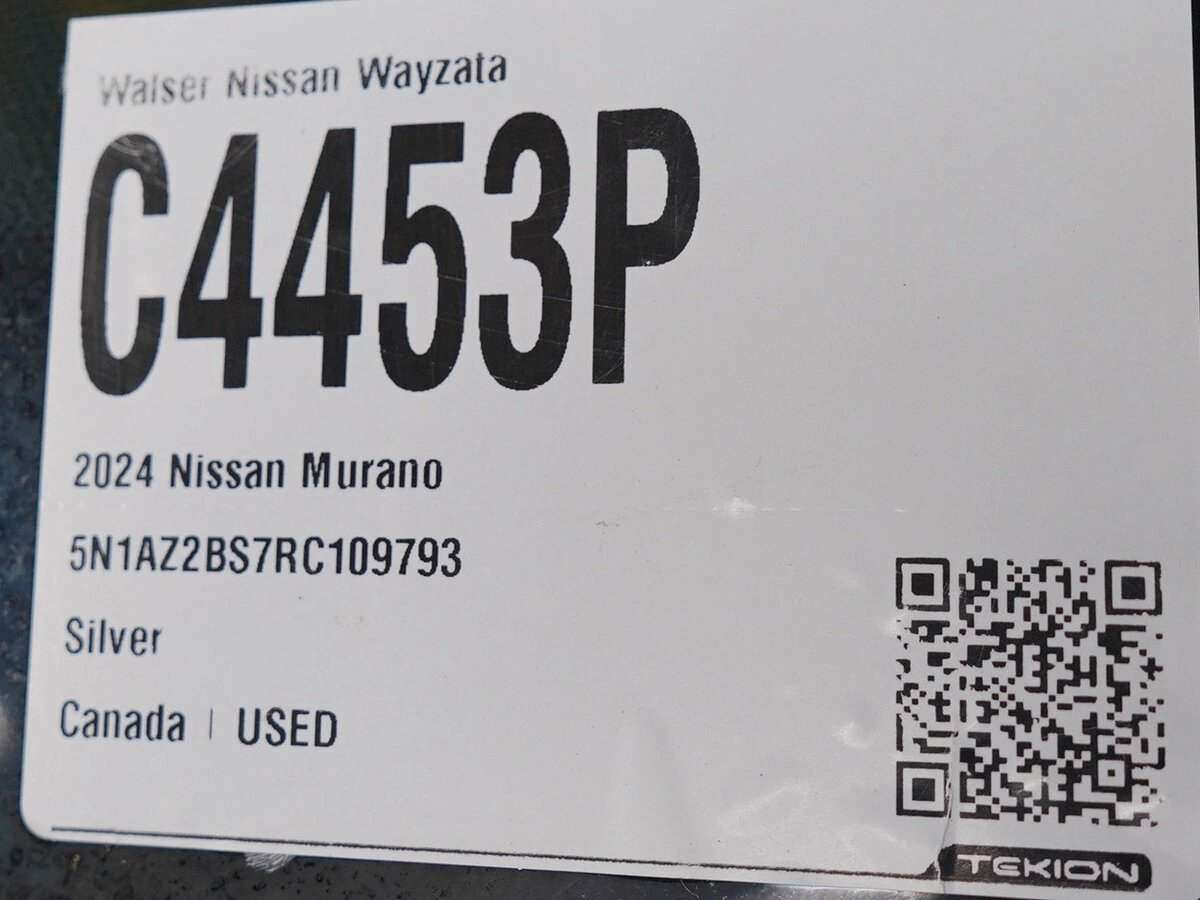 Walser Nissan Wayzata
C4453P
2024 Nissan Murano
5N1AZ2BS7RC109793
Silver
Canada | USED
TEKION